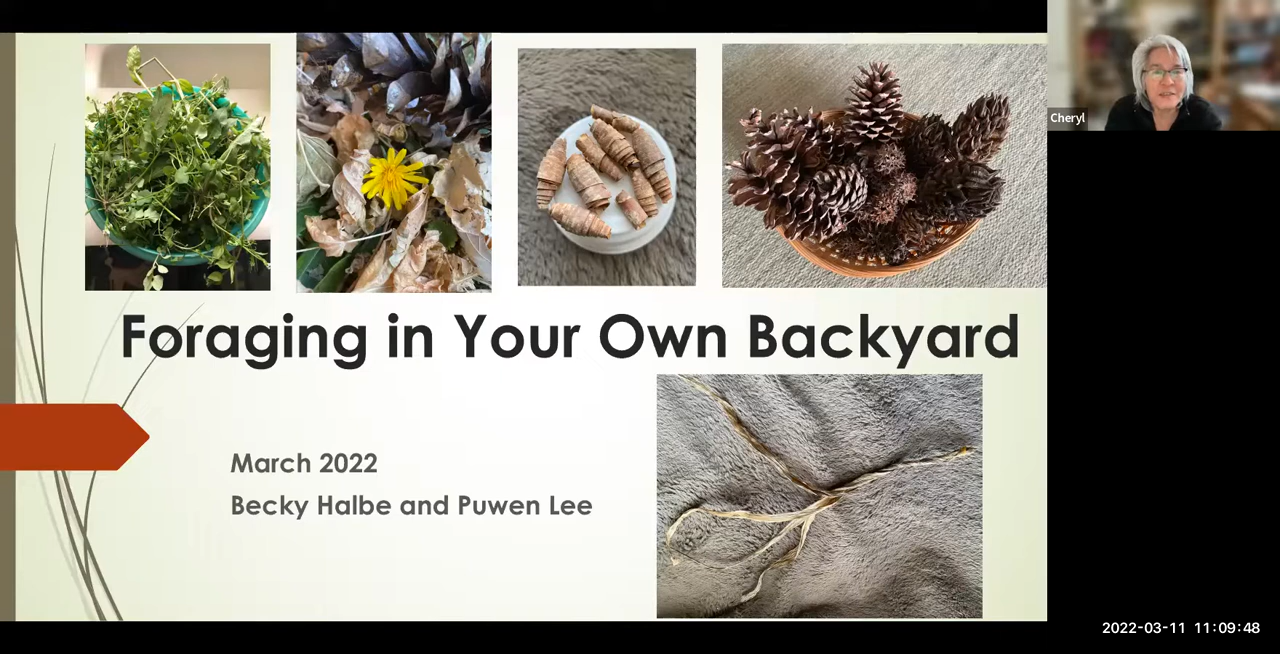 Cheryl
Foraging in Your Own Backyard
March 2022
Becky Halbe and Puwen Lee
2022-03-11 11:09:48